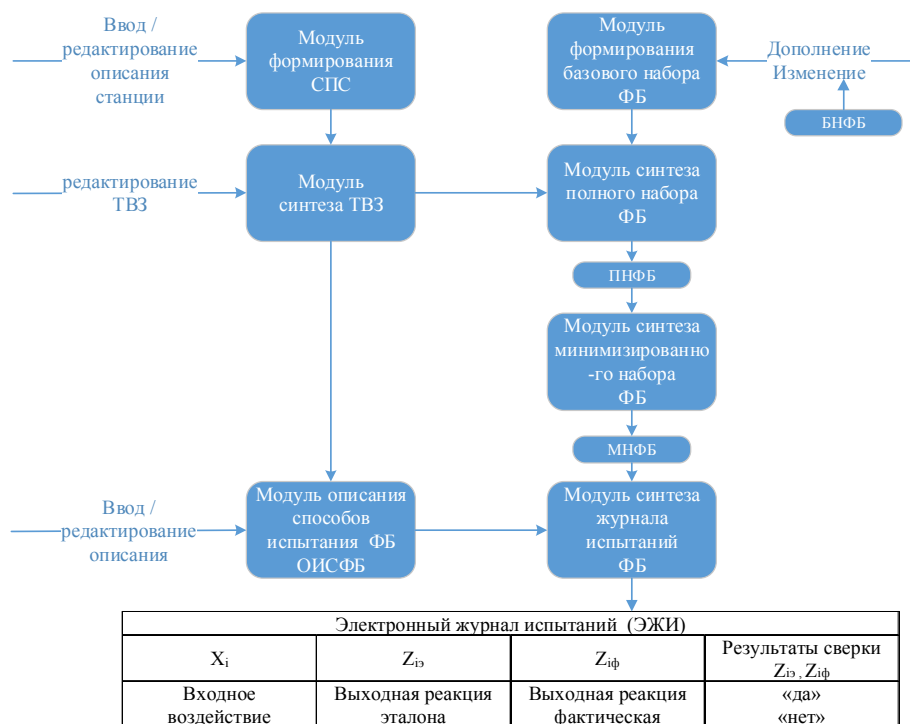 Ввод /
редактирование
описания
станции
Модуль
формирования
СПС
Модуль
формирования
базового набора
ФБ
Дополнение
Изменение
БНФБ
редактирование
ТВЗ
Модуль
синтеза ТВЗ
Модуль синтеза
полного набора
ФБ
ПНФБ
Модуль синтеза
минимизированно
-го набора
ФБ
МНФБ
Ввод /
редактирование
описания
Модуль описания
способов
испытания ФБ
ОИСФБ
Модуль синтеза
журнала
испытаний
ФБ
Электронный журнал испытаний (ЭЖИ)
Xi
Ziэ
Ziф
Результаты сверки
Ziэ , Ziф
Входное
воздействие
Выходная реакция
эталона
Выходная реакция
фактическая
«да»
«нет»